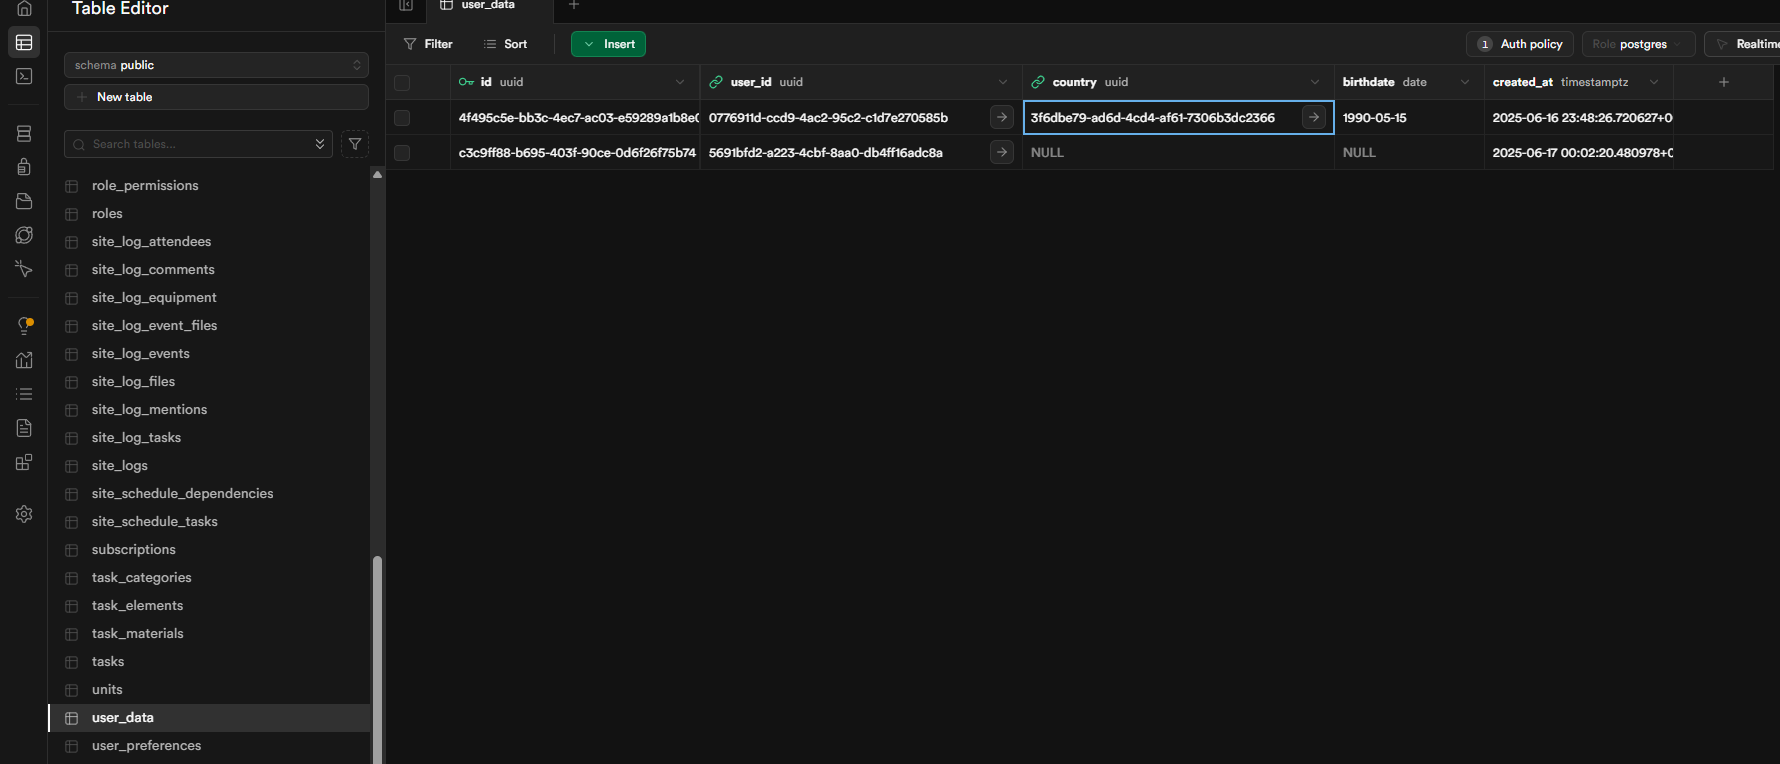 Table Editor
user_data
schema public
New table
Search tables...
Filter
Sort
Insert
1 Auth policy
Role postgres
Realtime
id uuid
user_id uuid
country uuid
birthdate date
created_at timestamptz
4f495c5e-bb3c-4ec7-ac03-e59289a1b8e0
0776911d-ccd9-4ac2-95c2-c1d7e270585b
3f6dbe79-ad6d-4cd4-af61-7306b3dc2366
1990-05-15
2025-06-16 23:48:26.720627+0
c3c9ff88-b695-403f-90ce-0d6f26f75b74
5691bfd2-a223-4cbf-8aa0-db4ff16adc8a
NULL
NULL
2025-06-17 00:02:20.480978+0
role_permissions
roles
site_log_attendees
site_log_comments
site_log_equipment
site_log_event_files
site_log_events
site_log_files
site_log_mentions
site_log_tasks
site_logs
site_schedule_dependencies
site_schedule_tasks
subscriptions
task_categories
task_elements
task_materials
tasks
units
user_data
user_preferences